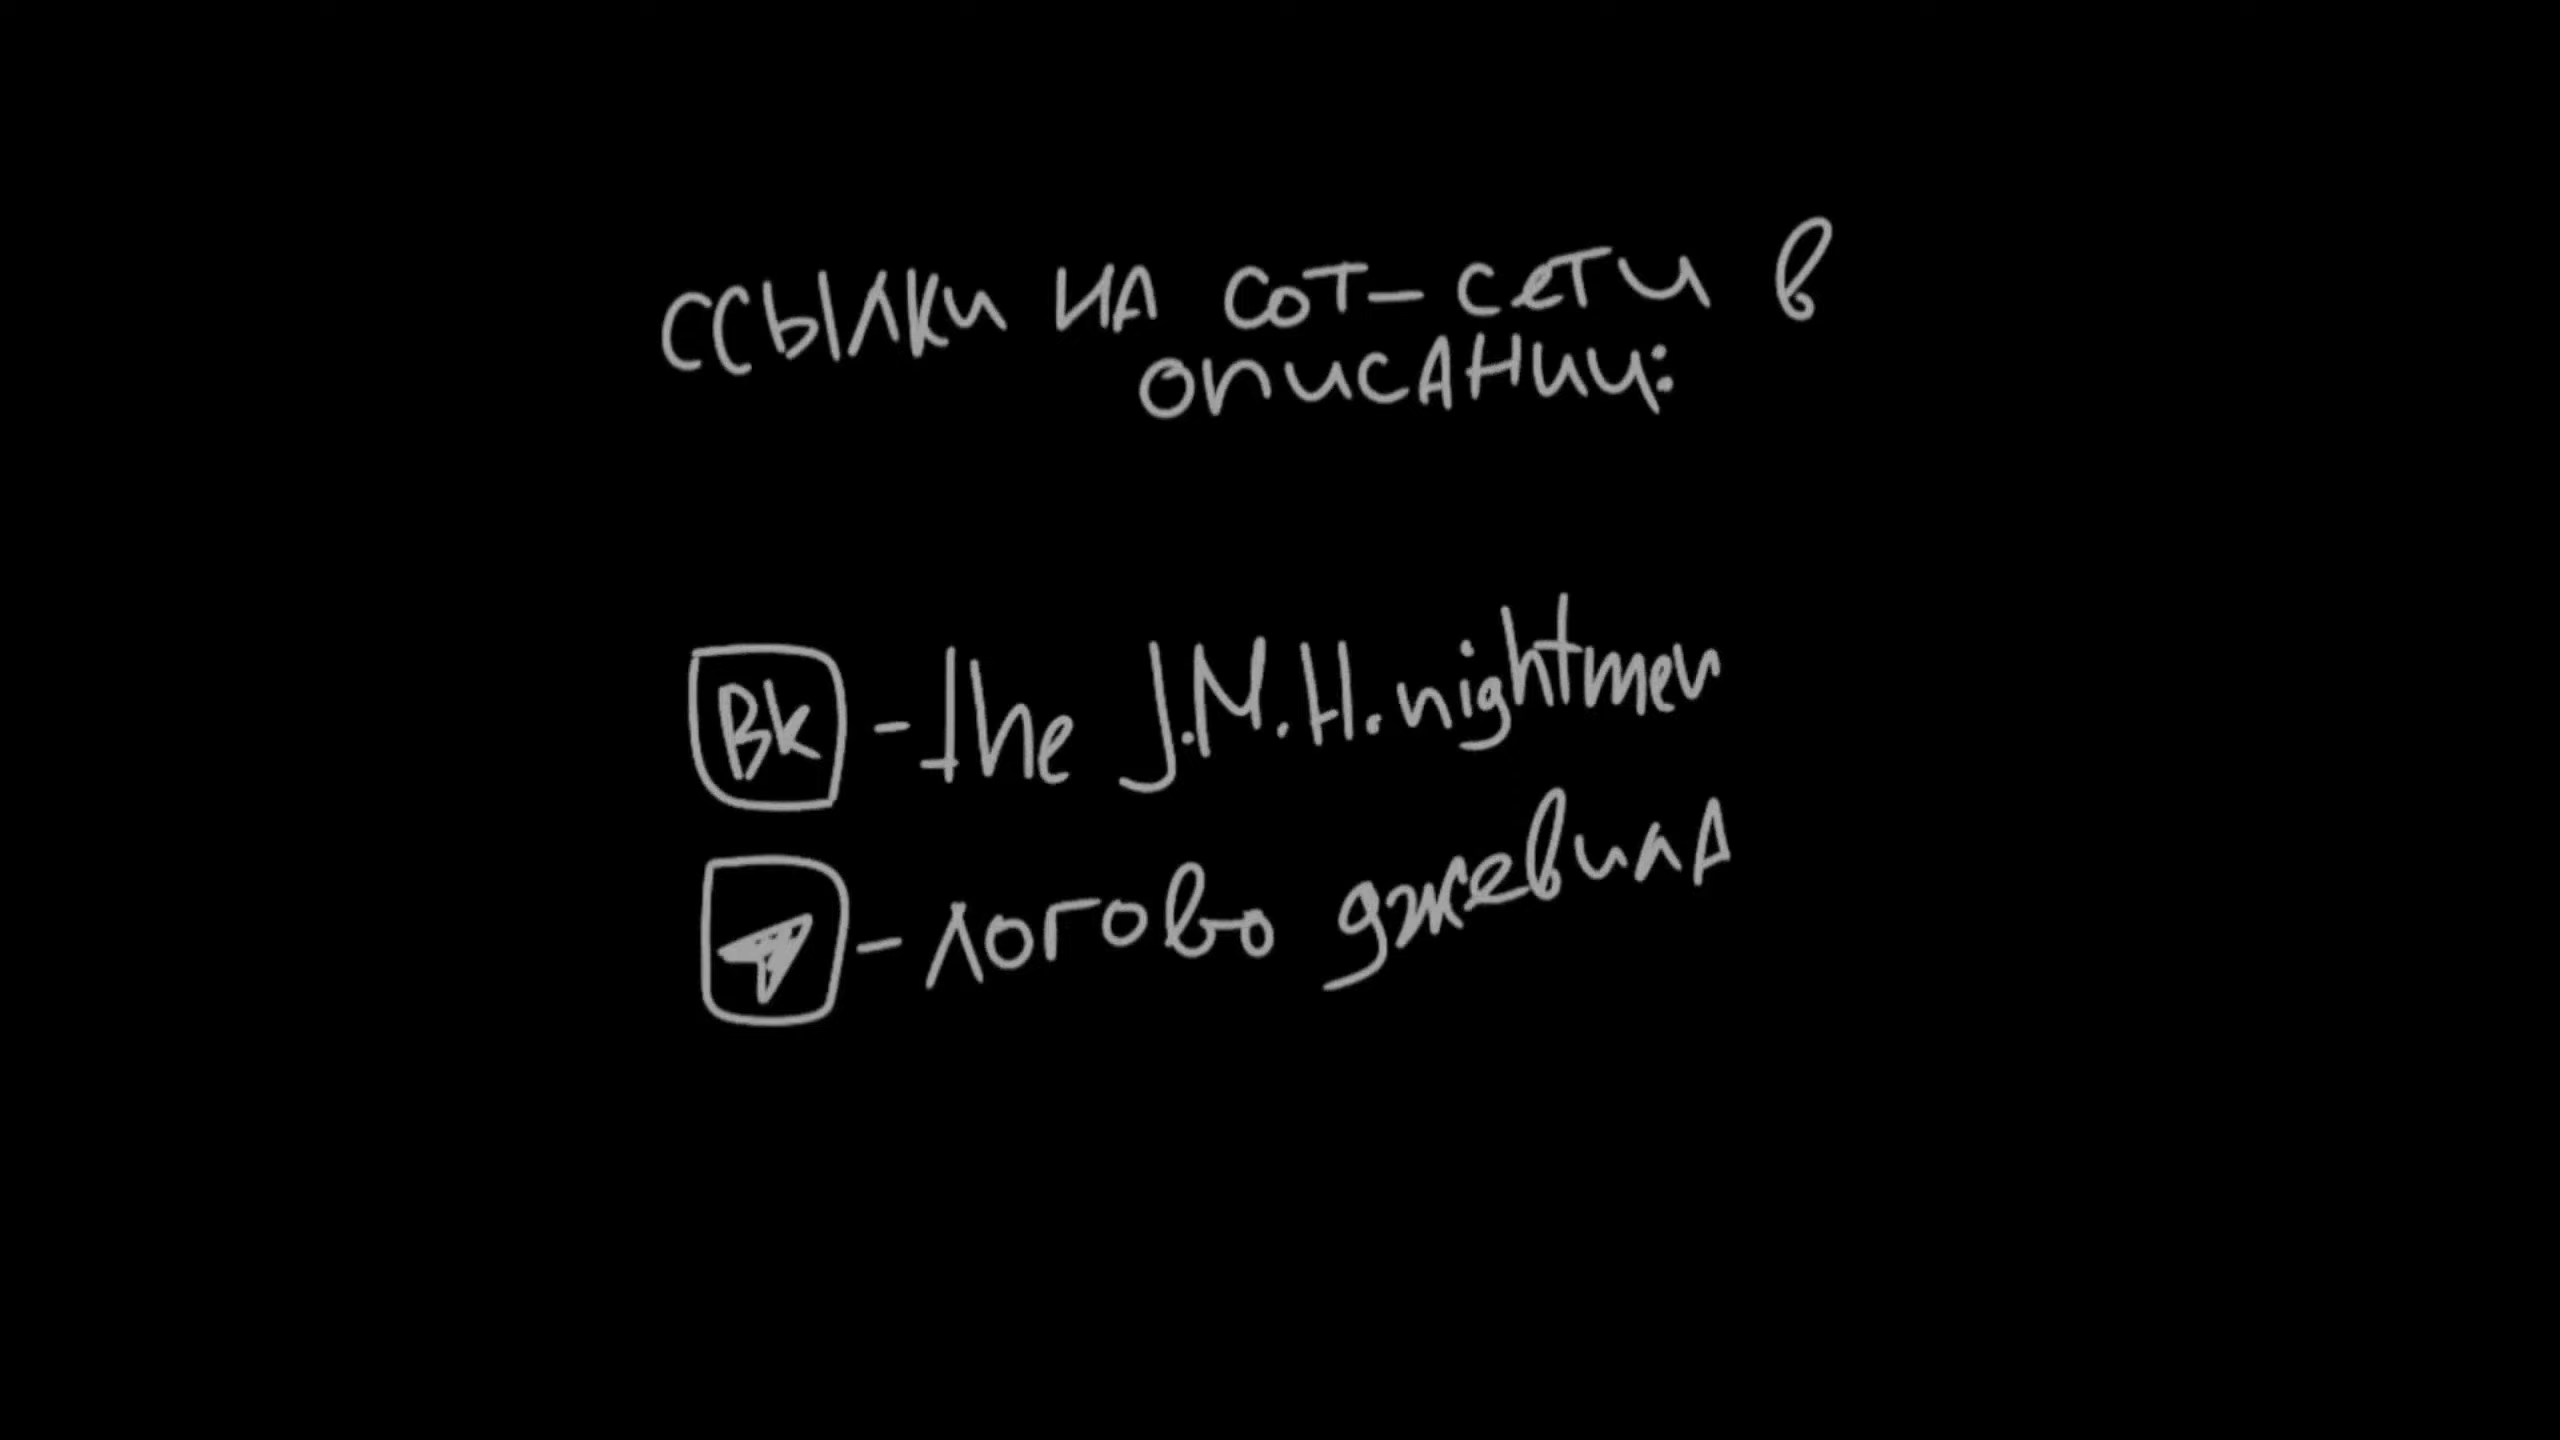 ссылки на сот-сети в
описании:
Вк - the J.M.H.nightmen
- логово джевила